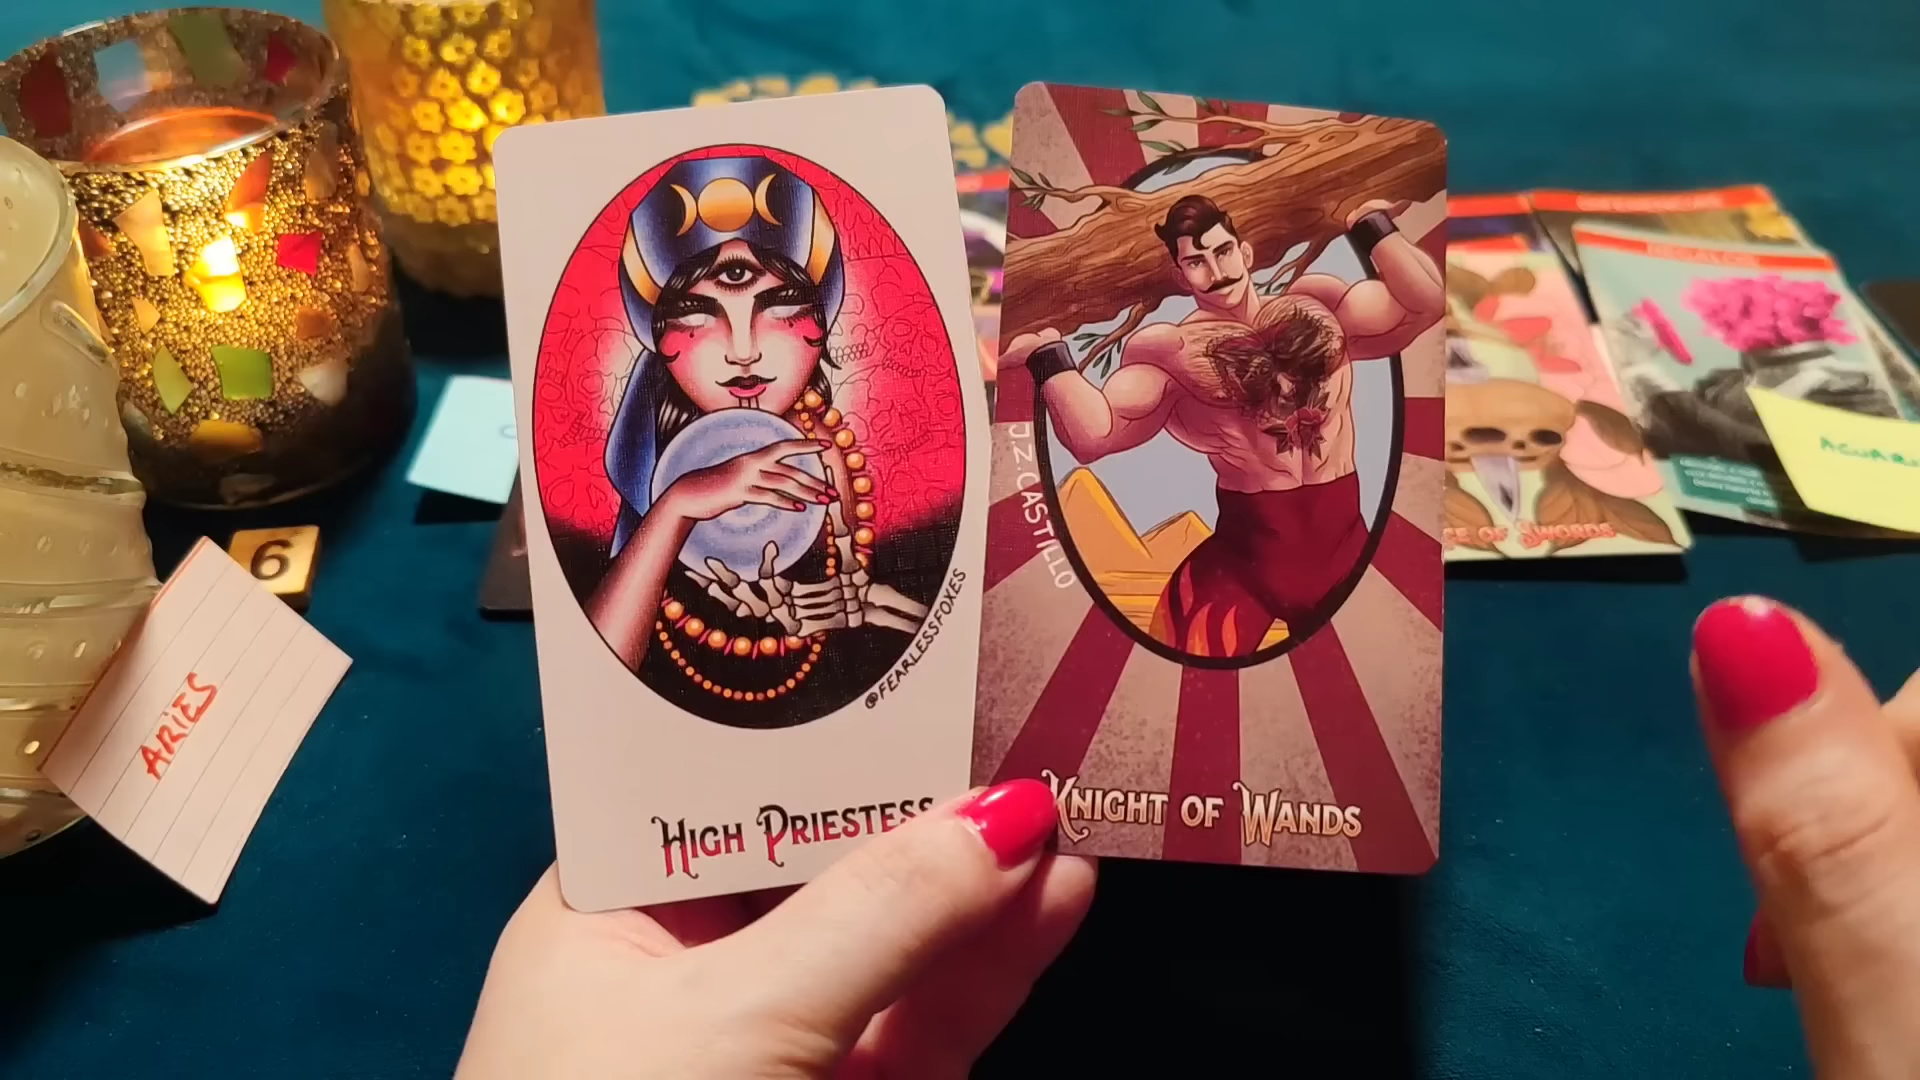 HIGH PRIESTESS
@FEARLESSFOXES
KNIGHT OF WANDS
J.Z.CASTILLO
ARIES
6
OF SWORDS